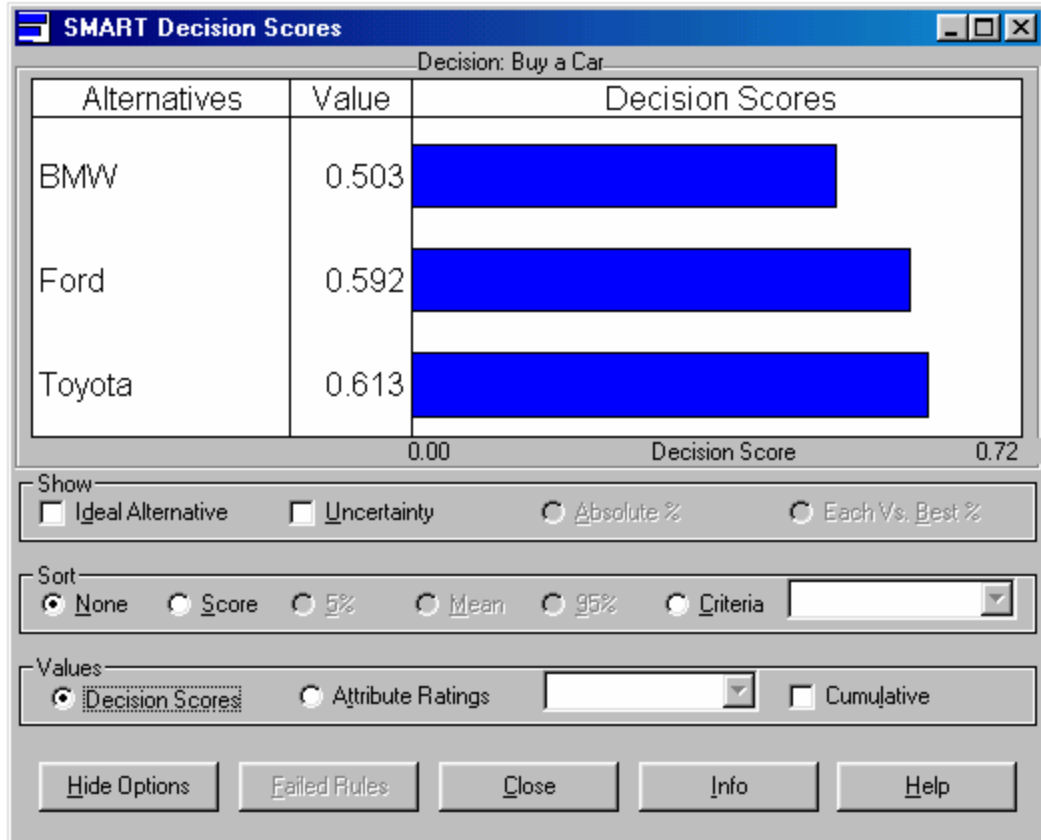 SMART Decision Scores
Decision: Buy a Car
Alternatives Value Decision Scores
BMW 0.503
Ford 0.592
Toyota 0.613
0.00 Decision Score 0.72
Show
Ideal Alternative Uncertainty Absolute % Each Vs. Best %
Sort
None Score 5% Mean 95% Criteria
Values
Decision Scores Attribute Ratings Cumulative
Hide Options Failed Rules Close Info Help